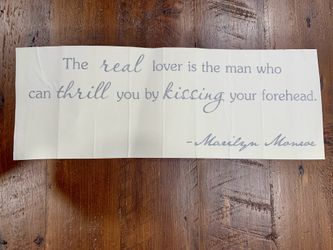 The real lover is the man who
can thrill you by kissing your forehead.
-Marilyn Monroe